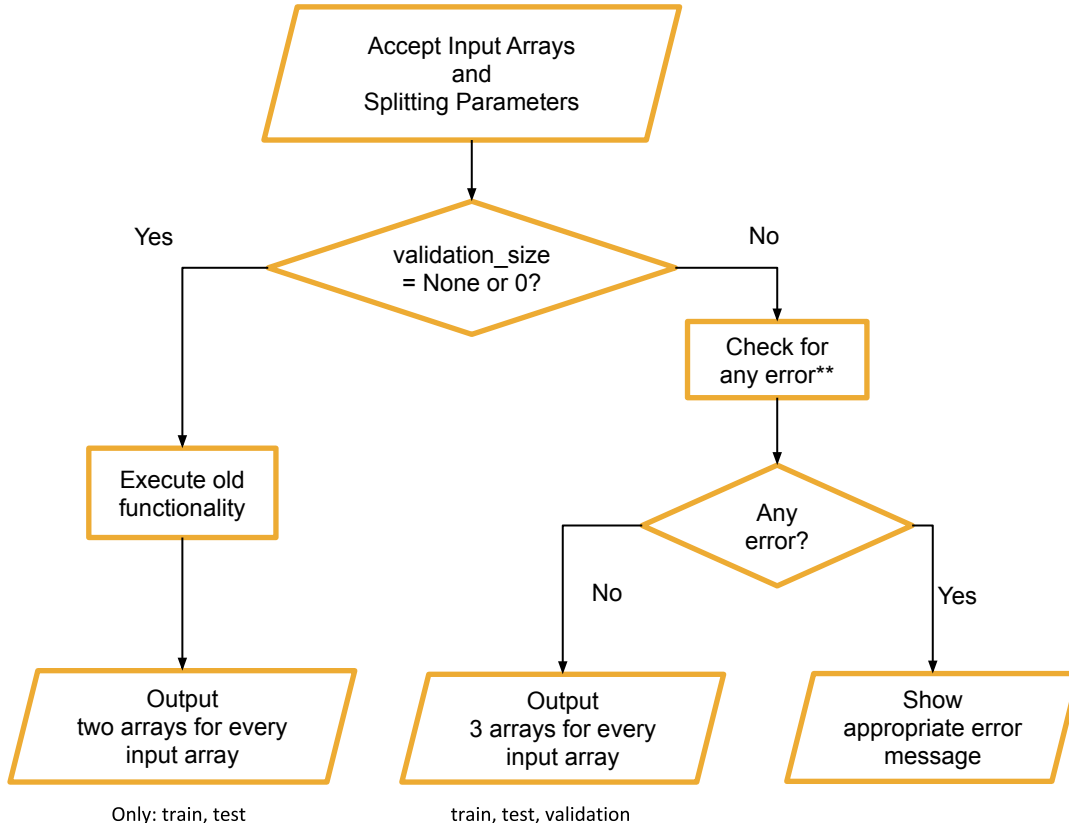 Accept Input Arrays
and
Splitting Parameters
Yes
No
validation_size
= None or 0?
Check for
any error**
Execute old
functionality
Any
error?
No
Yes
Output
two arrays for every
input array
Output
3 arrays for every
input array
Show
appropriate error
message
Only: train, test
train, test, validation